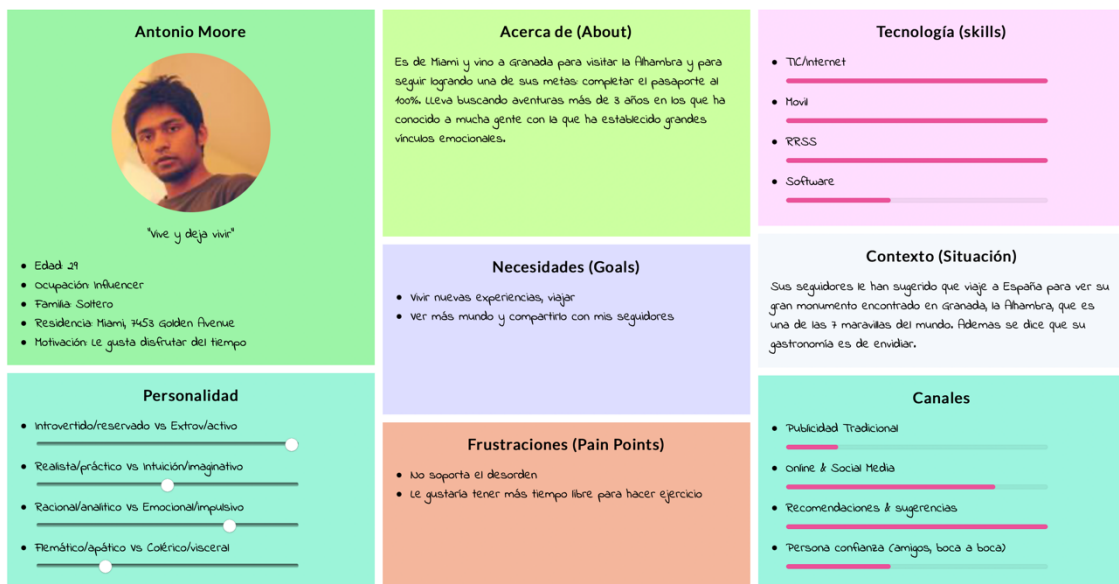 Antonio Moore
"Vive y deja vivir"
Edad: 29
Ocupación: Influencer
Familia: Soltero
Residencia: Miami, 7453 Golden Avenue
Motivación: Le gusta disfrutar del tiempo
Personalidad
Introvertido/reservado Vs Extrov/activo
Realista/práctico Vs Intuición/imaginativo
Racional/analítico Vs Emocional/impulsivo
Flemático/apático Vs Colérico/visceral
Acerca de (About)
Es de Miami y vino a Granada para visitar la Alhambra y para
seguir logrando una de sus metas: completar el pasaporte al
100%. LLeva buscando aventuras más de 3 años en los que ha
conocido a mucha gente con la que ha establecido grandes
vínculos emocionales.
Necesidades (Goals)
Vivir nuevas experiencias, viajar
Ver más mundo y compartirlo con mis seguidores
Frustraciones (Pain Points)
No soporta el desorden
Le gustaría tener más tiempo libre para hacer ejercicio
Tecnología (skills)
TIC/Internet
Movil
RRSS
Software
Contexto (Situación)
Sus seguidores le han sugerido que viaje a España para ver su
gran monumento encontrado en Granada, la Alhambra, que es
una de las 7 maravillas del mundo. Ademas se dice que su
gastronomía es de envidiar.
Canales
Publicidad Tradicional
Online & Social Media
Recomendaciones & sugerencias
Persona confianza (amigos, boca a boca)